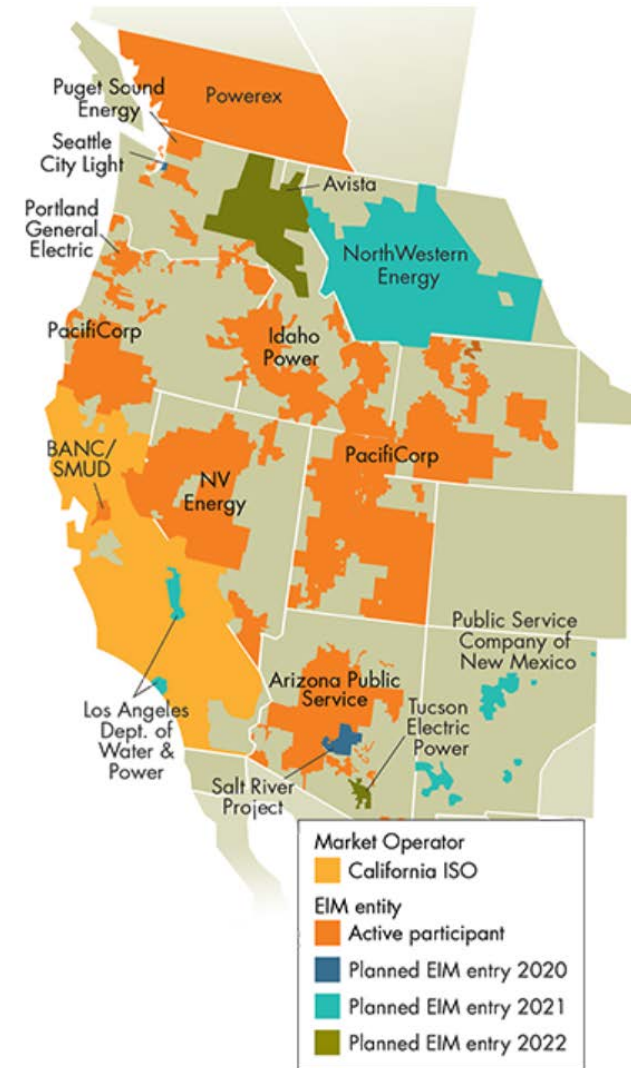 Puget Sound
Energy
Powerex
Seattle
City Light
Avista
Portland
General
Electric
NorthWestern
Energy
PacifiCorp
Idaho
Power
BANC/
SMUD
NV
Energy
PacifiCorp
Public Service
Company of
New Mexico
Arizona Public
Service
Los Angeles
Dept. of
Water &
Power
Tucson
Electric
Power
Salt River
Project
Market Operator
California ISO
EIM entity
Active participant
Planned EIM entry 2020
Planned EIM entry 2021
Planned EIM entry 2022